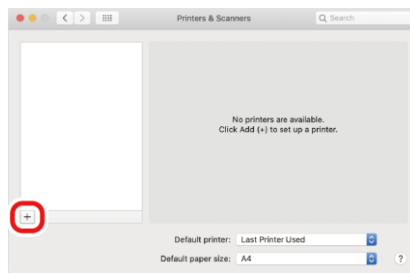 Printers & Scanners
Search
No printers are available.
Click Add (+) to set up a printer.
+
Default printer: Last Printer Used
Default paper size: A4
?